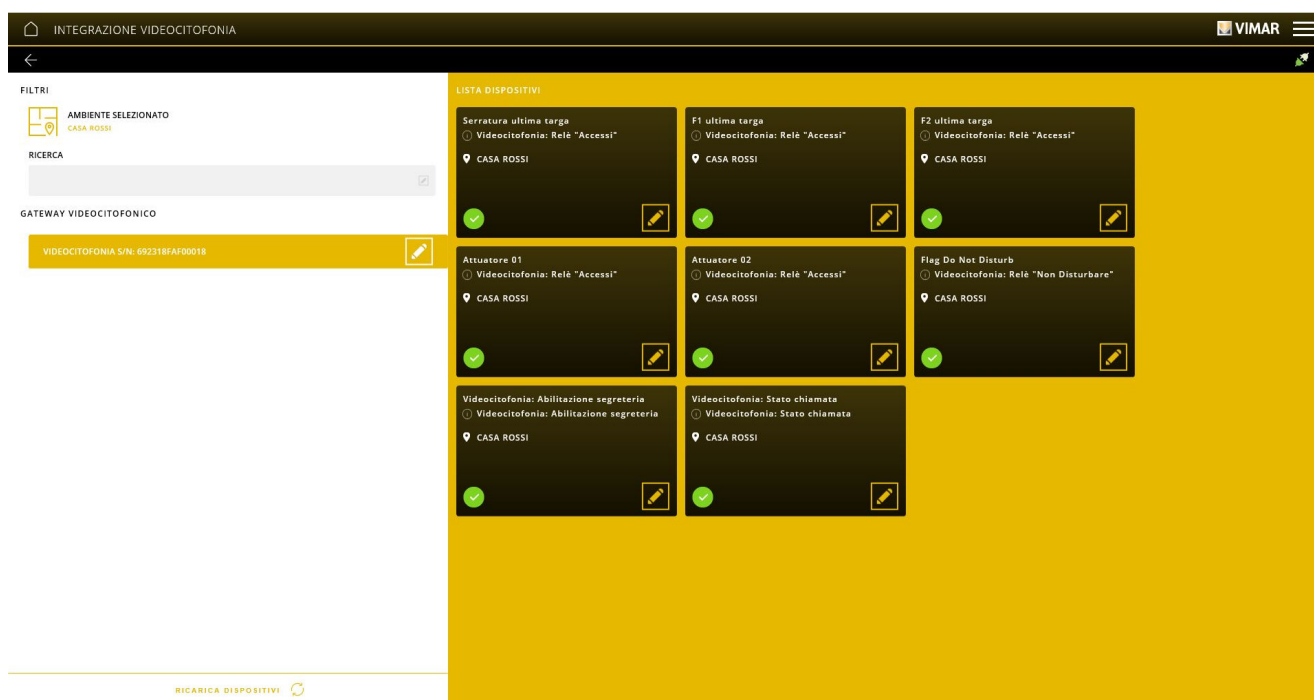 INTEGRAZIONE VIDEOCITOFONIA
VIMAR
FILTRI
AMBIENTE SELEZIONATO
CASA ROSSI
RICERCA
GATEWAY VIDEOCITOFONICO
VIDEOCITOFONIA S/N: 692318FAF00018
RICARICA DISPOSITIVI
LISTA DISPOSITIVI
Serratura ultima targa
Videocitofonia: Relè "Accessi"
CASA ROSSI
F1 ultima targa
Videocitofonia: Relè "Accessi"
CASA ROSSI
F2 ultima targa
Videocitofonia: Relè "Accessi"
CASA ROSSI
Attuatore 01
Videocitofonia: Relè "Accessi"
CASA ROSSI
Attuatore 02
Videocitofonia: Relè "Accessi"
CASA ROSSI
Flag Do Not Disturb
Videocitofonia: Relè "Non Disturbare"
CASA ROSSI
Videocitofonia: Abilitazione segreteria
Videocitofonia: Abilitazione segreteria
CASA ROSSI
Videocitofonia: Stato chiamata
Videocitofonia: Stato chiamata
CASA ROSSI